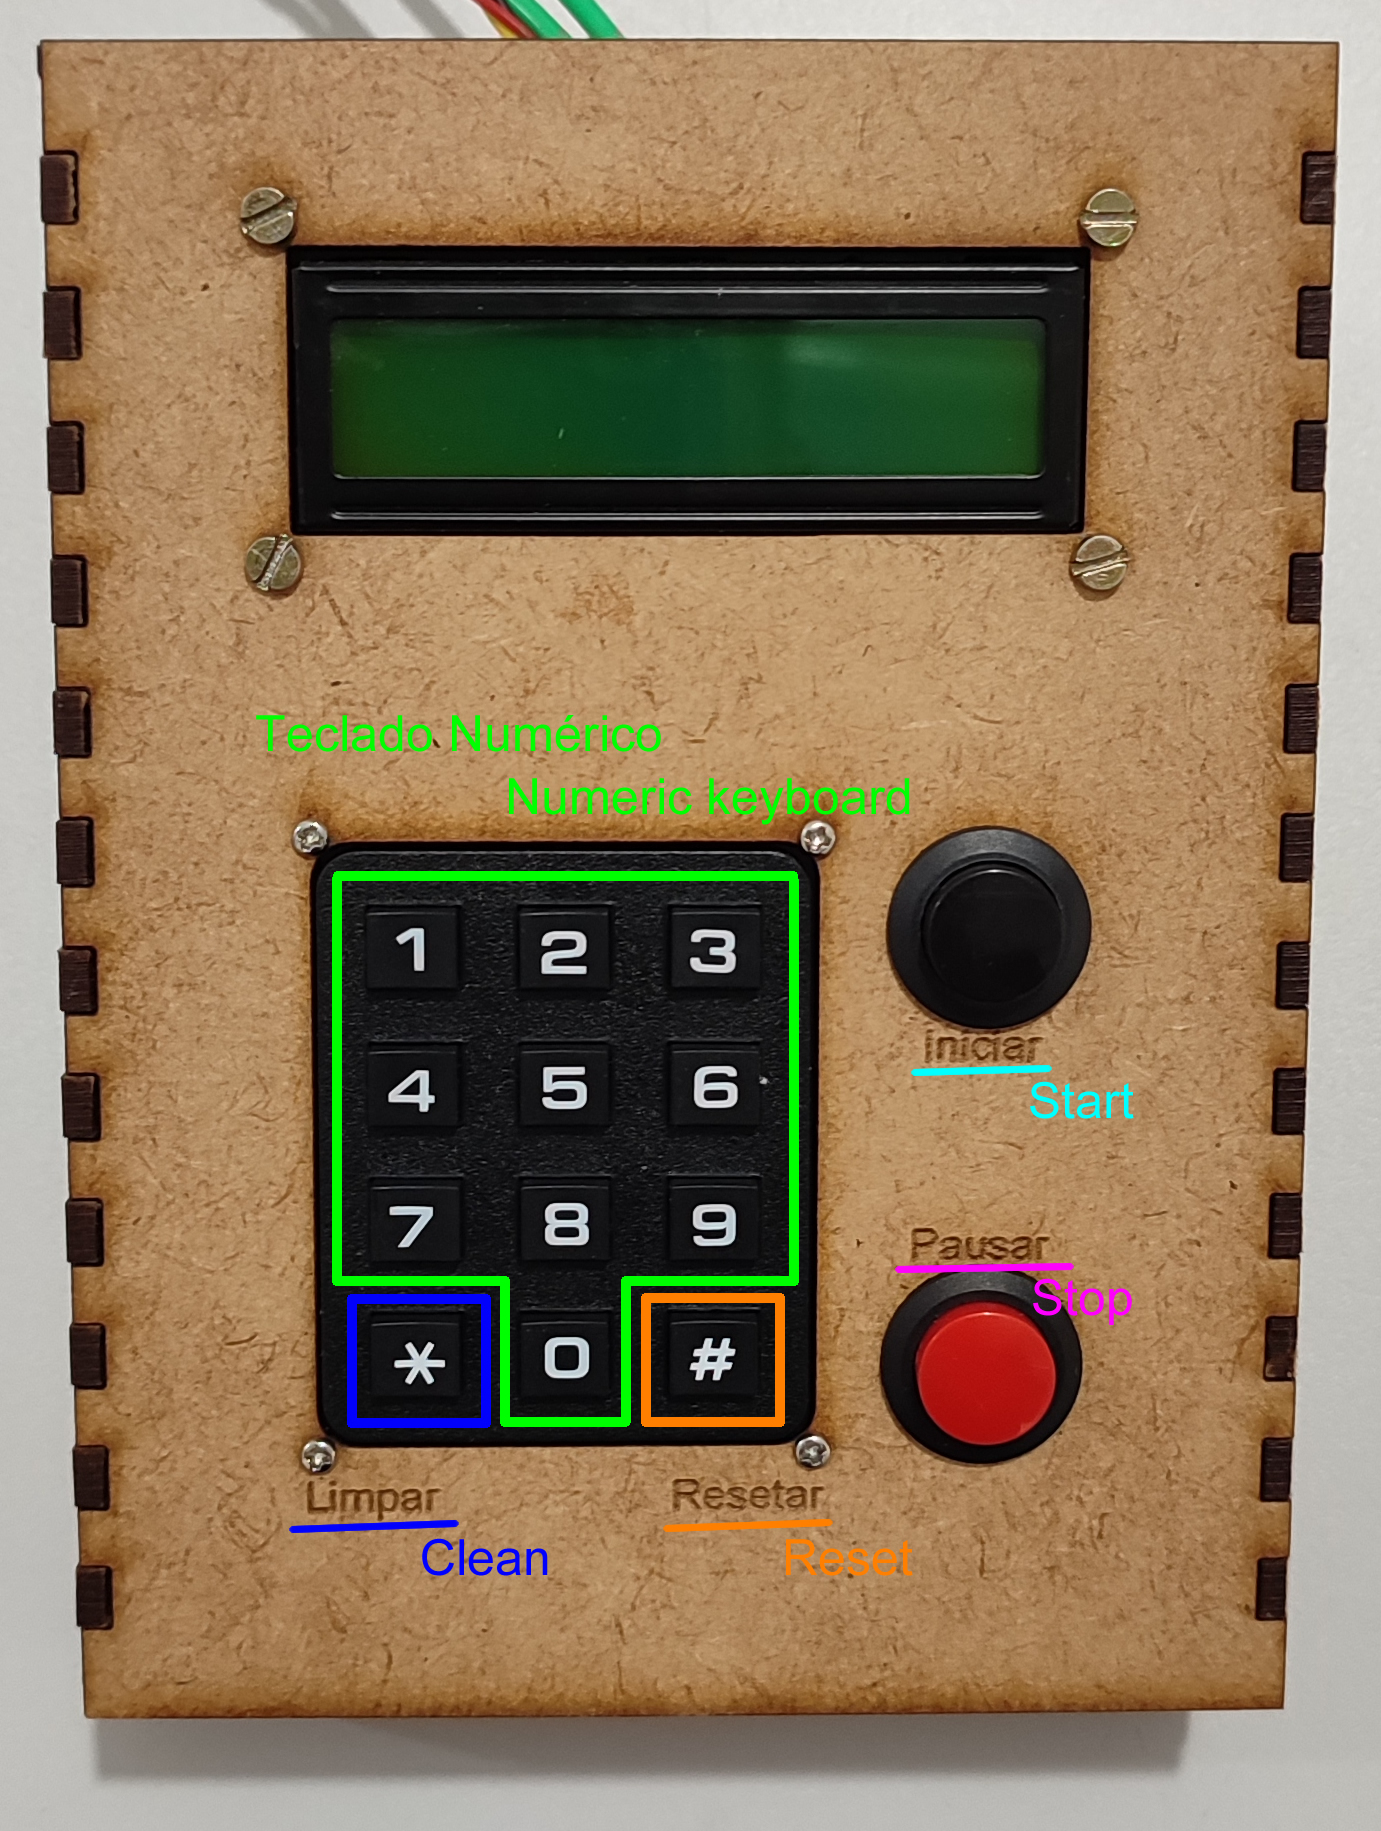 Teclado Numérico
Numeric keyboard
1 2 3
4 5 6
7 8 9
* 0 #
Iniciar
Start
Pausar
Stop
Limpar
Clean
Resetar
Reset